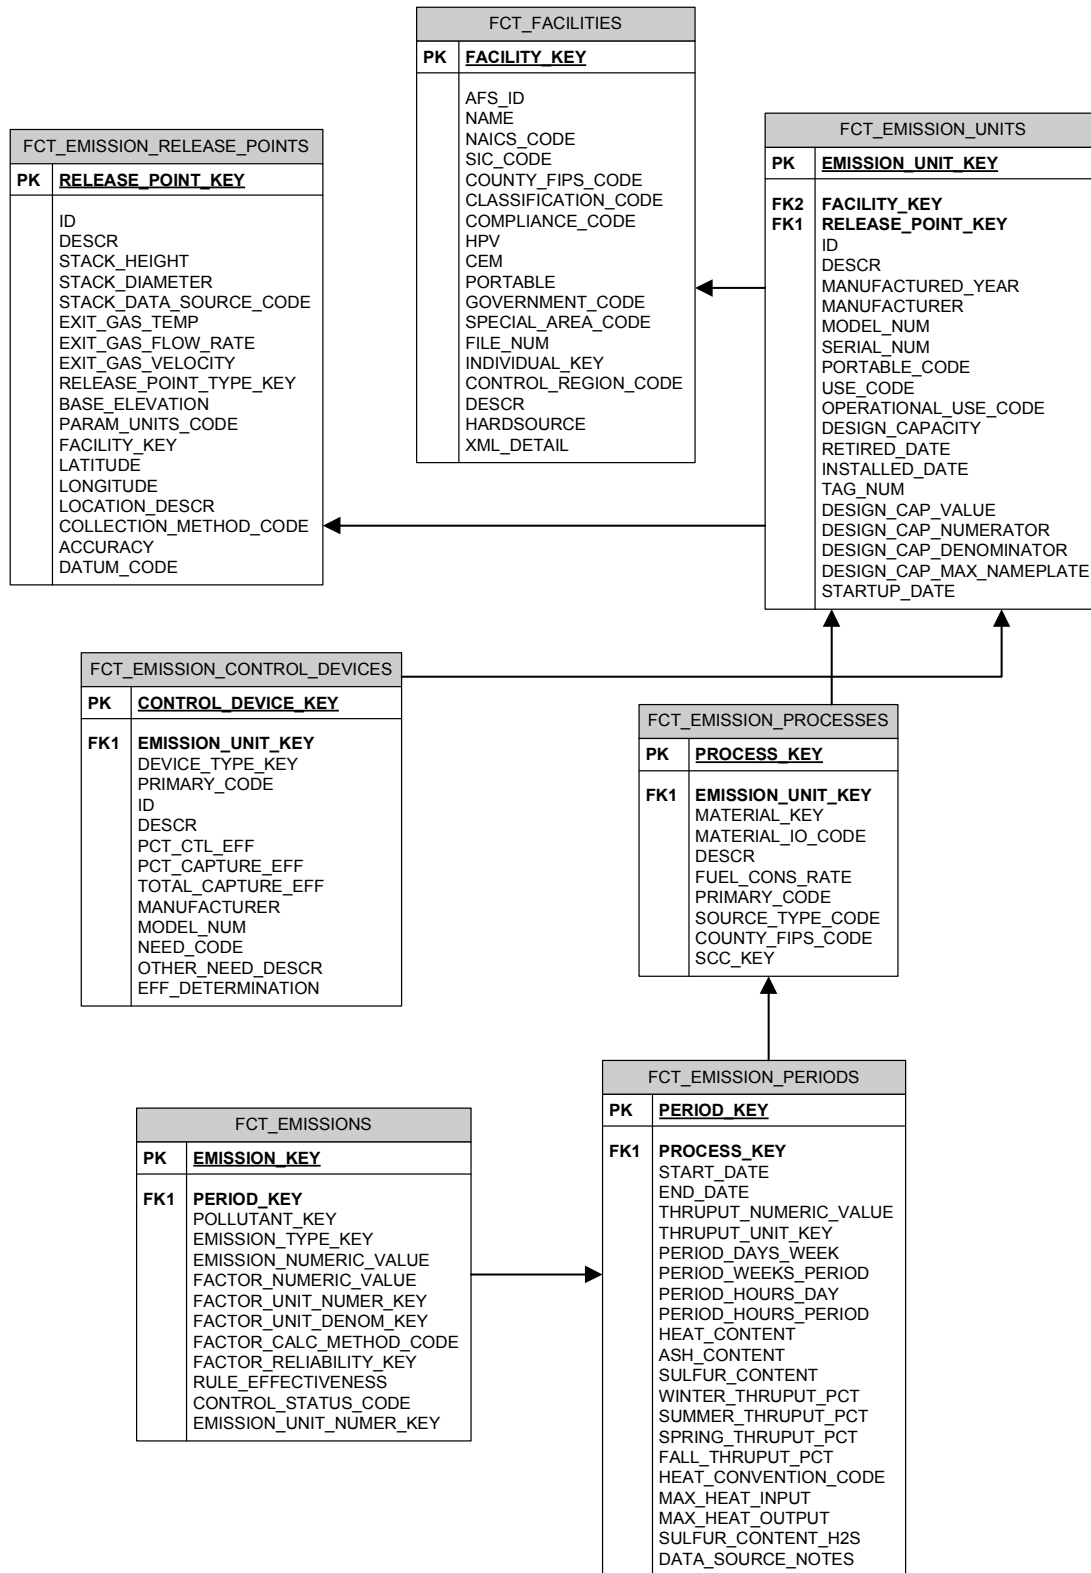 FCT_FACILITIES
PK FACILITY_KEY
AFS_ID
NAME
NAICS_CODE
SIC_CODE
COUNTY_FIPS_CODE
CLASSIFICATION_CODE
COMPLIANCE_CODE
HPV
CEM
PORTABLE
GOVERNMENT_CODE
SPECIAL_AREA_CODE
FILE_NUM
INDIVIDUAL_KEY
CONTROL_REGION_CODE
DESCR
HARDSOURCE
XML_DETAIL
FCT_EMISSION_RELEASE_POINTS
PK RELEASE_POINT_KEY
ID
DESCR
STACK_HEIGHT
STACK_DIAMETER
STACK_DATA_SOURCE_CODE
EXIT_GAS_TEMP
EXIT_GAS_FLOW_RATE
EXIT_GAS_VELOCITY
RELEASE_POINT_TYPE_KEY
BASE_ELEVATION
PARAM_UNITS_CODE
FACILITY_KEY
LATITUDE
LONGITUDE
LOCATION_DESCR
COLLECTION_METHOD_CODE
ACCURACY
DATUM_CODE
FCT_EMISSION_UNITS
PK EMISSION_UNIT_KEY
FK2 FACILITY_KEY
FK1 RELEASE_POINT_KEY
ID
DESCR
MANUFACTURED_YEAR
MANUFACTURER
MODEL_NUM
SERIAL_NUM
PORTABLE_CODE
USE_CODE
OPERATIONAL_USE_CODE
DESIGN_CAPACITY
RETIRED_DATE
INSTALLED_DATE
TAG_NUM
DESIGN_CAP_VALUE
DESIGN_CAP_NUMERATOR
DESIGN_CAP_DENOMINATOR
DESIGN_CAP_MAX_NAMEPLATE
STARTUP_DATE
FCT_EMISSION_CONTROL_DEVICES
PK CONTROL_DEVICE_KEY
FK1 EMISSION_UNIT_KEY
DEVICE_TYPE_KEY
PRIMARY_CODE
ID
DESCR
PCT_CTL_EFF
PCT_CAPTURE_EFF
TOTAL_CAPTURE_EFF
MANUFACTURER
MODEL_NUM
NEED_CODE
OTHER_NEED_DESCR
EFF_DETERMINATION
FCT_EMISSION_PROCESSES
PK PROCESS_KEY
FK1 EMISSION_UNIT_KEY
MATERIAL_KEY
MATERIAL_IO_CODE
DESCR
FUEL_CONS_RATE
PRIMARY_CODE
SOURCE_TYPE_CODE
COUNTY_FIPS_CODE
SCC_KEY
FCT_EMISSIONS
PK EMISSION_KEY
FK1 PERIOD_KEY
POLLUTANT_KEY
EMISSION_TYPE_KEY
EMISSION_NUMERIC_VALUE
FACTOR_NUMERIC_VALUE
FACTOR_UNIT_NUMER_KEY
FACTOR_UNIT_DENOM_KEY
FACTOR_CALC_METHOD_CODE
FACTOR_RELIABILITY_KEY
RULE_EFFECTIVENESS
CONTROL_STATUS_CODE
EMISSION_UNIT_NUMER_KEY
FCT_EMISSION_PERIODS
PK PERIOD_KEY
FK1 PROCESS_KEY
START_DATE
END_DATE
THRUPUT_NUMERIC_VALUE
THRUPUT_UNIT_KEY
PERIOD_DAYS_WEEK
PERIOD_WEEKS_PERIOD
PERIOD_HOURS_DAY
PERIOD_HOURS_PERIOD
HEAT_CONTENT
ASH_CONTENT
SULFUR_CONTENT
WINTER_THRUPUT_PCT
SUMMER_THRUPUT_PCT
SPRING_THRUPUT_PCT
FALL_THRUPUT_PCT
HEAT_CONVENTION_CODE
MAX_HEAT_INPUT
MAX_HEAT_OUTPUT
SULFUR_CONTENT_H2S
DATA_SOURCE_NOTES